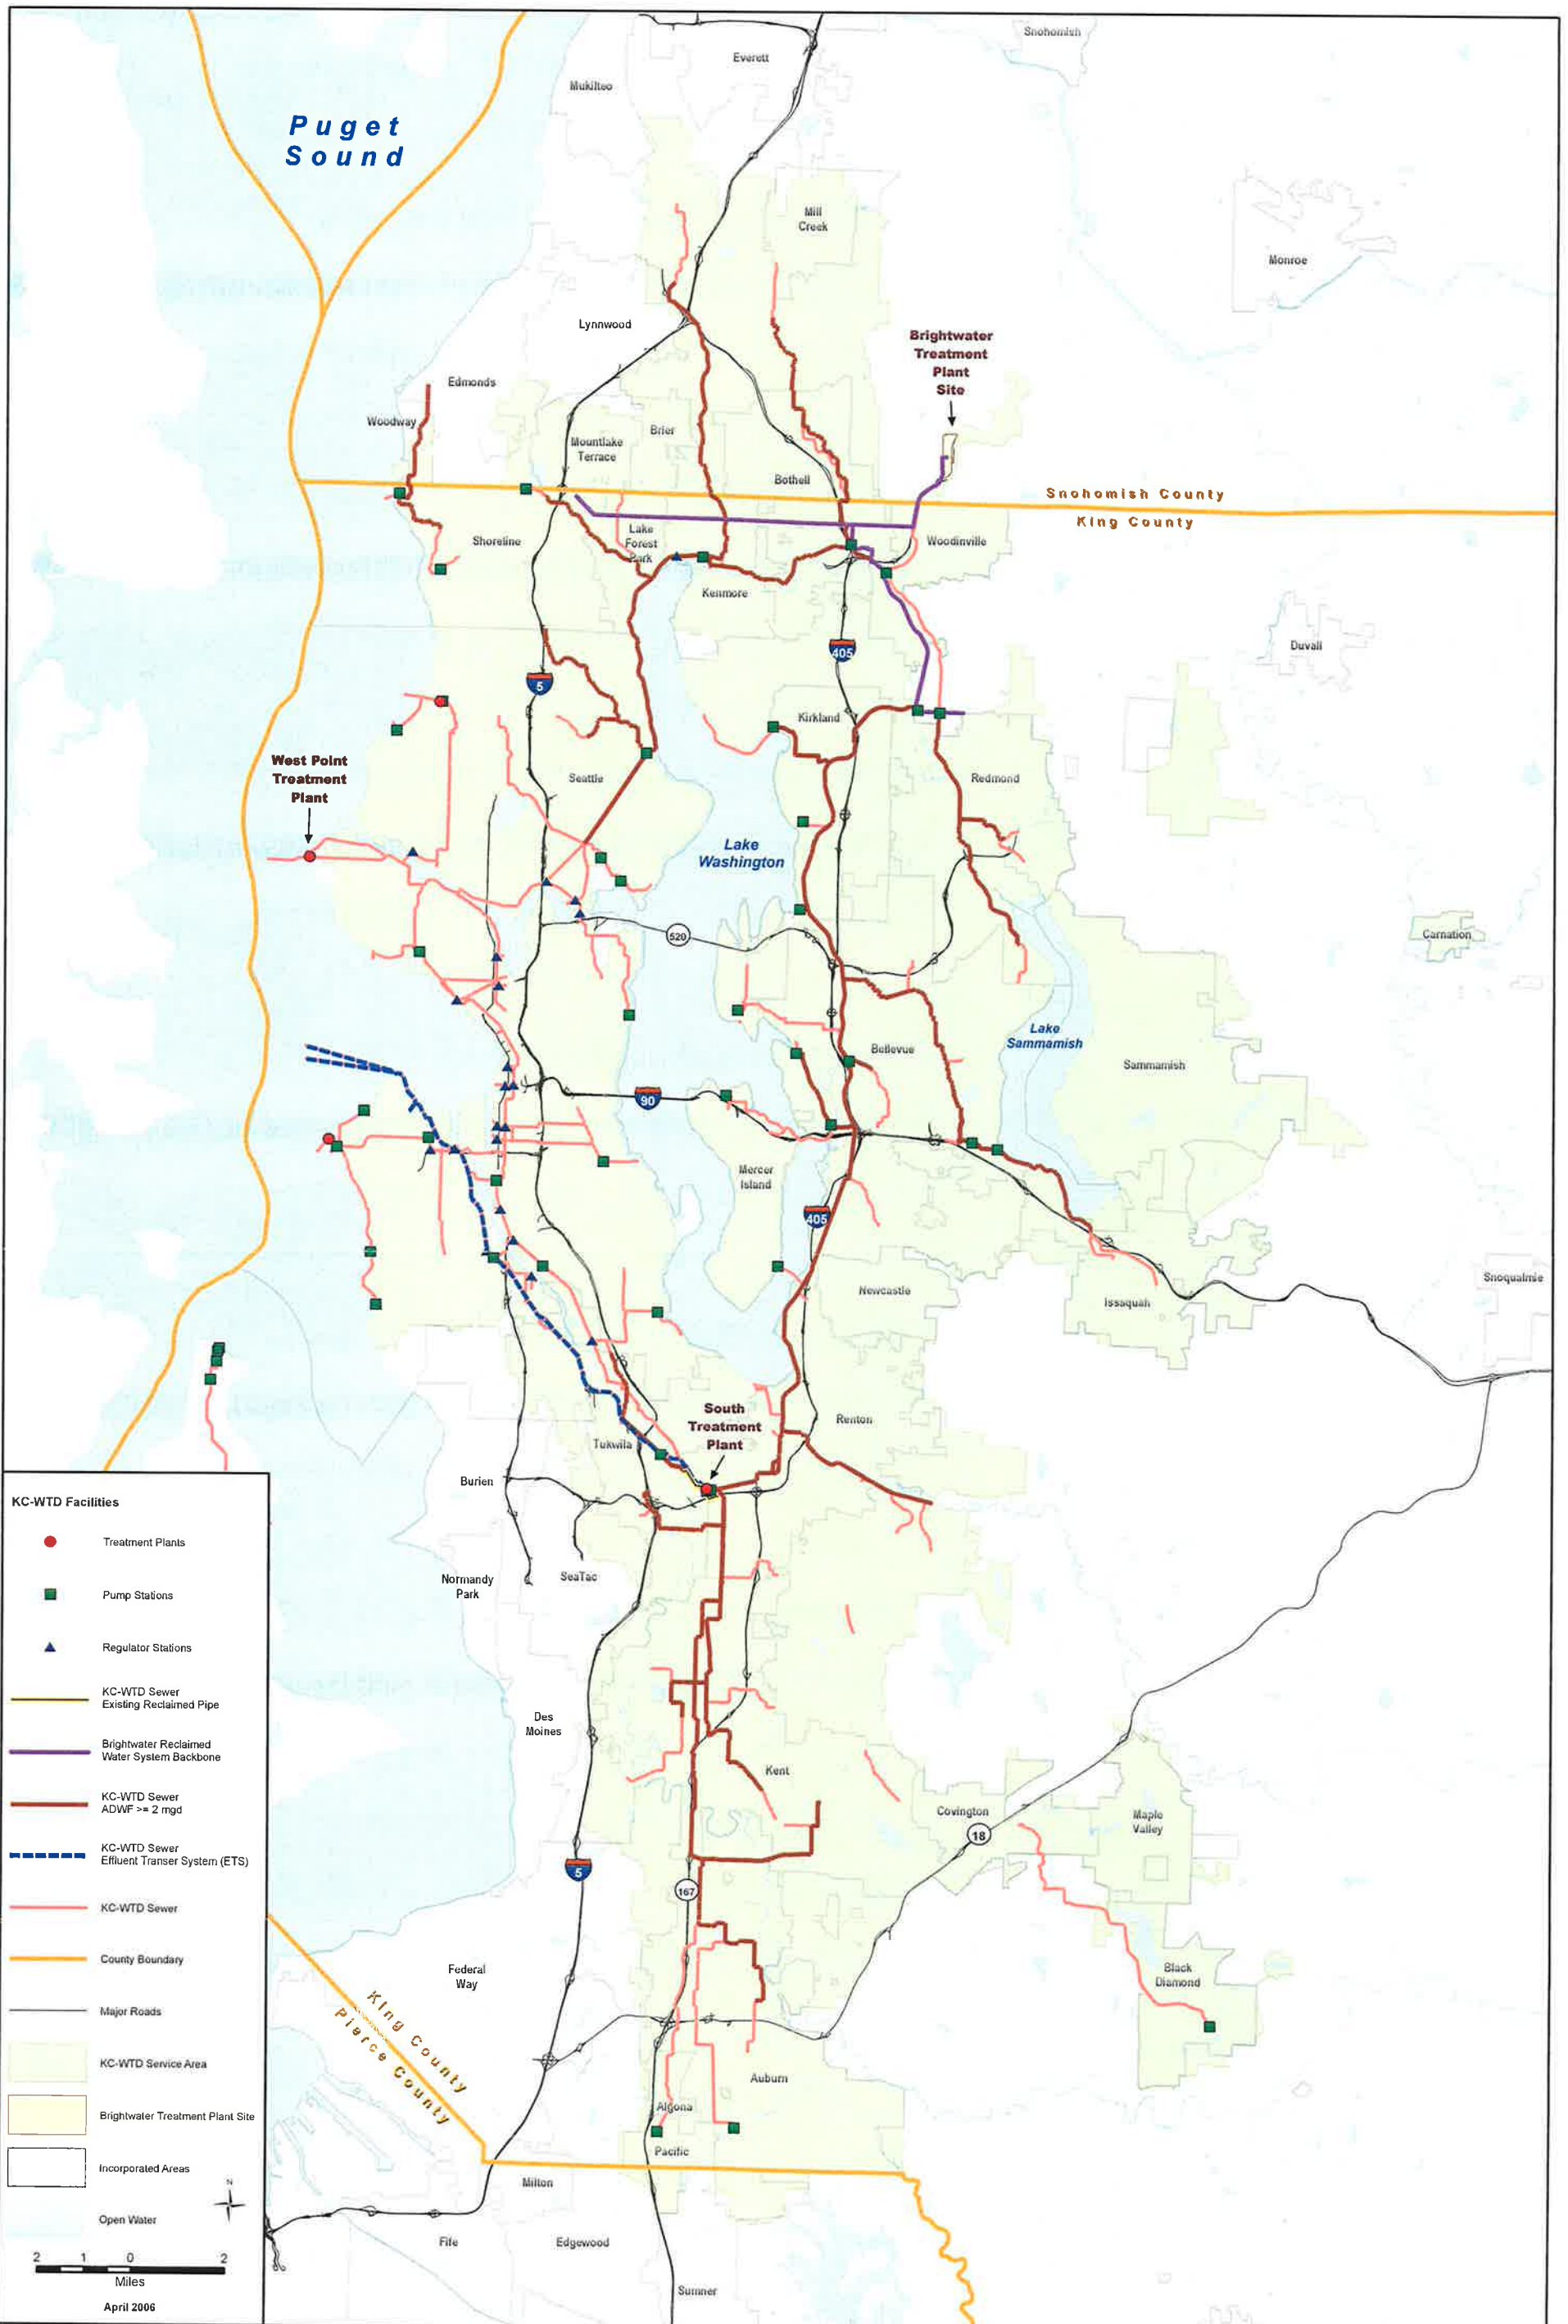 Snohomish
Everett
Mukilteo
Puget
Sound
Mill
Creek
Monroe
Lynnwood
Brightwater
Treatment
Plant
Site
Edmonds
Woodway
Brier
Mountlake
Terrace
Bothell
Snohomish County
King County
Shoreline
Lake
Forest
Park
Woodinville
Kenmore
Duvall
405
5
Kirkland
West Point
Treatment
Plant
Seattle
Redmond
Lake
Washington
520
Carnation
Lake
Sammamish
Bellevue
Sammamish
90
Mercer
Island
405
Newcastle
Issaquah
Snoqualmie
South
Treatment
Plant
Renton
Tukwila
Burien
Normandy
Park
SeaTac
Des
Moines
Kent
Covington
18
Maple
Valley
5
167
Federal
Way
Black
Diamond
King County
Pierce County
Auburn
Algona
Pacific
Milton
Fife
Edgewood
Sumner
KC-WTD Facilities
Treatment Plants
Pump Stations
Regulator Stations
KC-WTD Sewer
Existing Reclaimed Pipe
Brightwater Reclaimed
Water System Backbone
KC-WTD Sewer
ADWF >= 2 mgd
KC-WTD Sewer
Effluent Transer System (ETS)
KC-WTD Sewer
County Boundary
Major Roads
KC-WTD Service Area
Brightwater Treatment Plant Site
Incorporated Areas
N
Open Water
2 1 0 2
Miles
April 2006